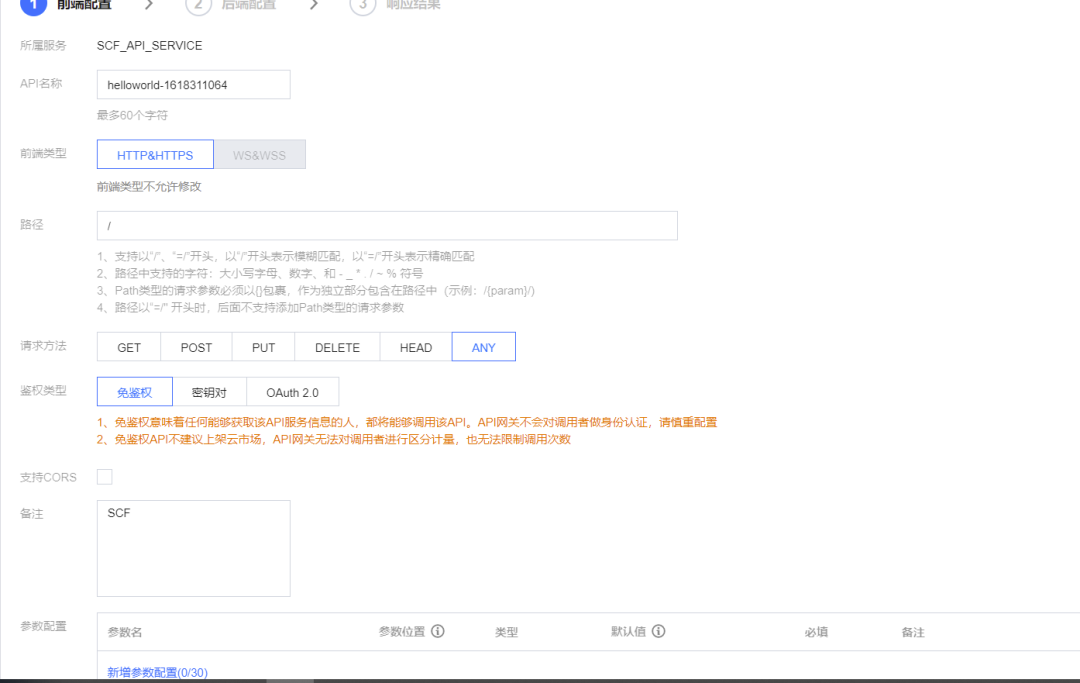 1 前端配置 > 2 后端配置 > 3 响应结果
所属服务 SCF_API_SERVICE
API名称 helloworld-1618311064
最多60个字符
前端类型 HTTP&HTTPS WS&WSS
前端类型不允许修改
路径 /
1、支持以"/"、"=/"开头，以"/"开头表示模糊匹配，以"=/"开头表示精确匹配
2、路径中支持的字符：大小写字母、数字、和 - _ * . / ~ % 符号
3、Path类型的请求参数必须以{}包裹，作为独立部分包含在路径中（示例：/{param}/）
4、路径以"=/" 开头时，后面不支持添加Path类型的请求参数
请求方法 GET POST PUT DELETE HEAD ANY
鉴权类型 免鉴权 密钥对 OAuth 2.0
1、免鉴权意味着任何能够获取该API服务信息的人，都将能够调用该API。API网关不会对调用者做身份认证，请慎重配置
2、免鉴权API不建议上架云市场，API网关无法对调用者进行区分计量，也无法限制调用次数
支持CORS
备注 SCF
参数配置 参数名 参数位置 类型 默认值 必填 备注
新增参数配置(0/30)